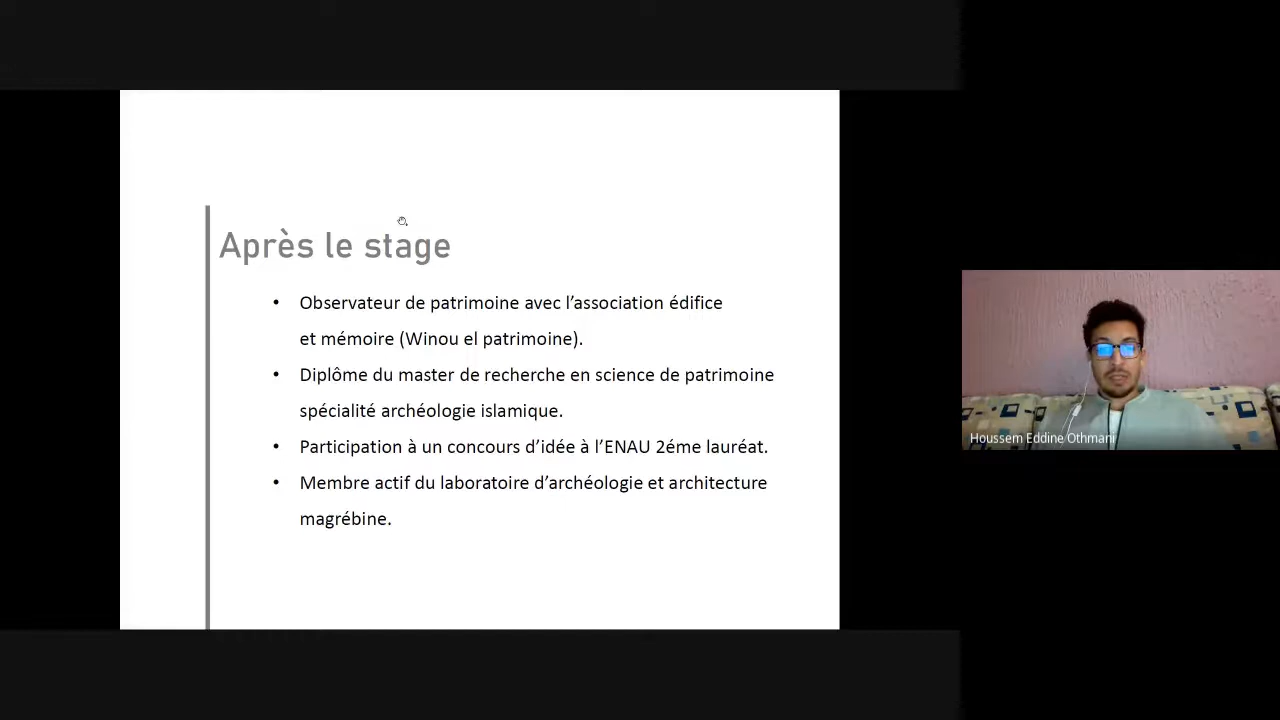 Après le stage
• Observateur de patrimoine avec l’association édifice
et mémoire (Winou el patrimoine).
• Diplôme du master de recherche en science de patrimoine
spécialité archéologie islamique.
• Participation à un concours d’idée à l’ENAU 2éme lauréat.
• Membre actif du laboratoire d’archéologie et architecture
magrébine.
Houssem Eddine Othmani